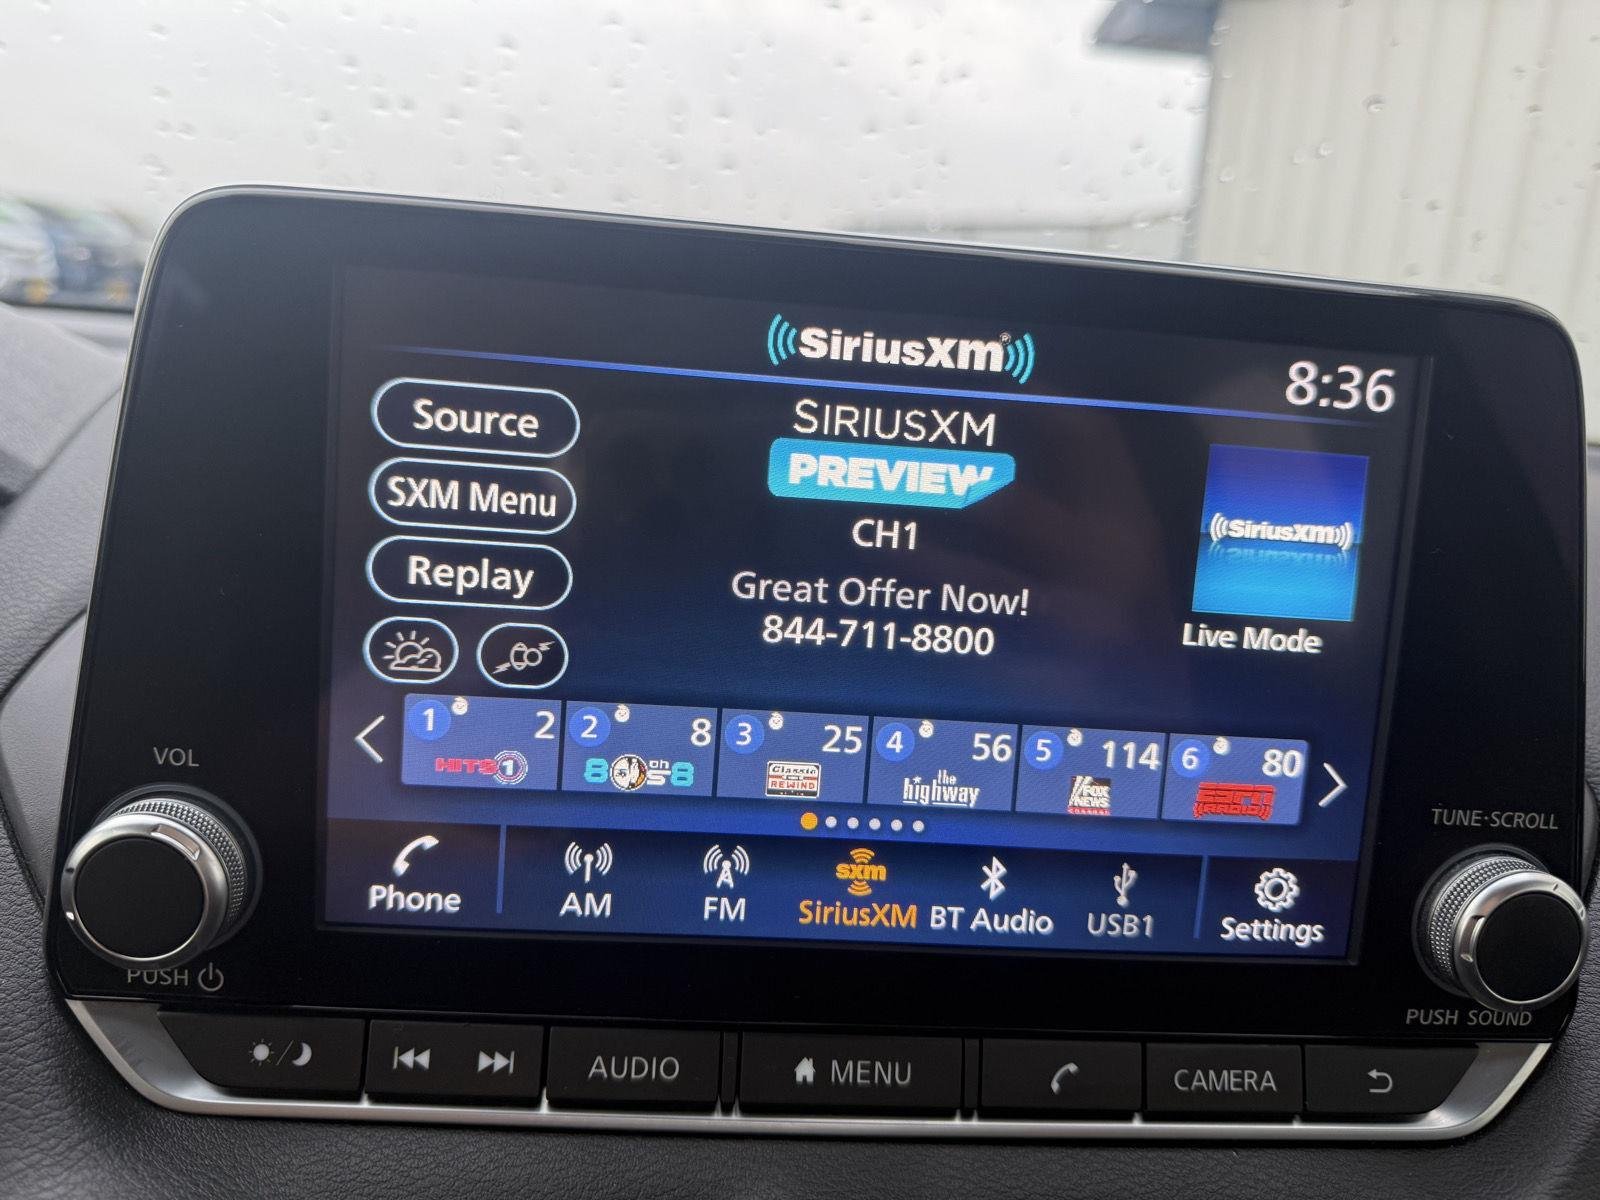 SiriusXM®
8:36
Source
SXM Menu
Replay
SIRIUSXM
PREVIEW
CH1
Great Offer Now!
844-711-8800
SiriusXM
Live Mode
1 2
HITS 1
2 8
80s on 8
3 25
Classic REWIND
4 56
the highway
5 114
FOX NEWS channel
6 80
ESPN RADIO
Phone
AM
FM
sxm
SiriusXM
BT Audio
USB1
Settings
VOL
PUSH
TUNE·SCROLL
PUSH SOUND
AUDIO
MENU
CAMERA